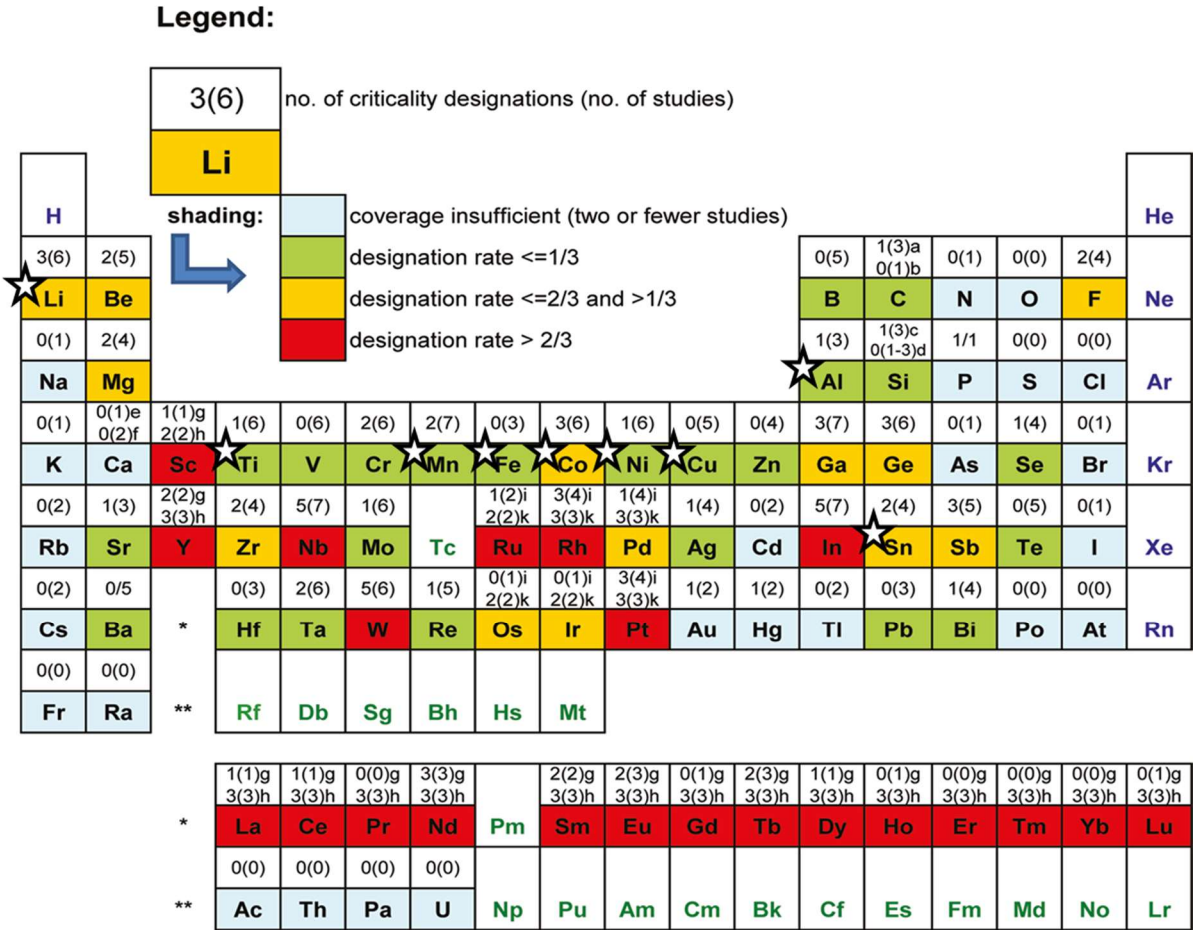 Legend:
3(6) no. of criticality designations (no. of studies)
Li
H shading: coverage insufficient (two or fewer studies) He
3(6) 2(5) designation rate <=1/3 0(5) 1(3)a 0(1)b 0(1) 0(0) 2(4)
Li Be designation rate <=2/3 and >1/3 B C N O F Ne
0(1) 2(4) designation rate > 2/3 1(3) 1(3)c 0(1-3)d 1/1 0(0) 0(0)
Na Mg Al Si P S Cl Ar
0(1) 0(1)e 0(2)f 1(1)g 2(2)h 1(6) 0(6) 2(6) 2(7) 0(3) 3(6) 1(6) 0(5) 0(4) 3(7) 3(6) 0(1) 1(4) 0(1)
K Ca Sc Ti V Cr Mn Fe Co Ni Cu Zn Ga Ge As Se Br Kr
0(2) 1(3) 2(2)g 3(3)h 2(4) 5(7) 1(6) 1(2)i 2(2)k 3(4)i 3(3)k 1(4)i 3(3)k 1(4) 0(2) 5(7) 2(4) 3(5) 0(5) 0(1)
Rb Sr Y Zr Nb Mo Tc Ru Rh Pd Ag Cd In Sn Sb Te I Xe
0(2) 0/5 0(3) 2(6) 5(6) 1(5) 0(1)i 2(2)k 0(1)i 2(2)k 3(4)i 3(3)k 1(2) 1(2) 0(2) 0(3) 1(4) 0(0) 0(0)
Cs Ba * Hf Ta W Re Os Ir Pt Au Hg Tl Pb Bi Po At Rn
0(0) 0(0)
Fr Ra ** Rf Db Sg Bh Hs Mt
1(1)g 1(1)g 0(0)g 3(3)g 2(2)g 2(3)g 0(1)g 2(3)g 1(1)g 0(1)g 0(0)g 0(0)g 0(0)g 0(1)g
3(3)h 3(3)h 3(3)h 3(3)h 3(3)h 3(3)h 3(3)h 3(3)h 3(3)h 3(3)h 3(3)h 3(3)h 3(3)h 3(3)h
* La Ce Pr Nd Pm Sm Eu Gd Tb Dy Ho Er Tm Yb Lu
0(0) 0(0) 0(0) 0(0)
** Ac Th Pa U Np Pu Am Cm Bk Cf Es Fm Md No Lr